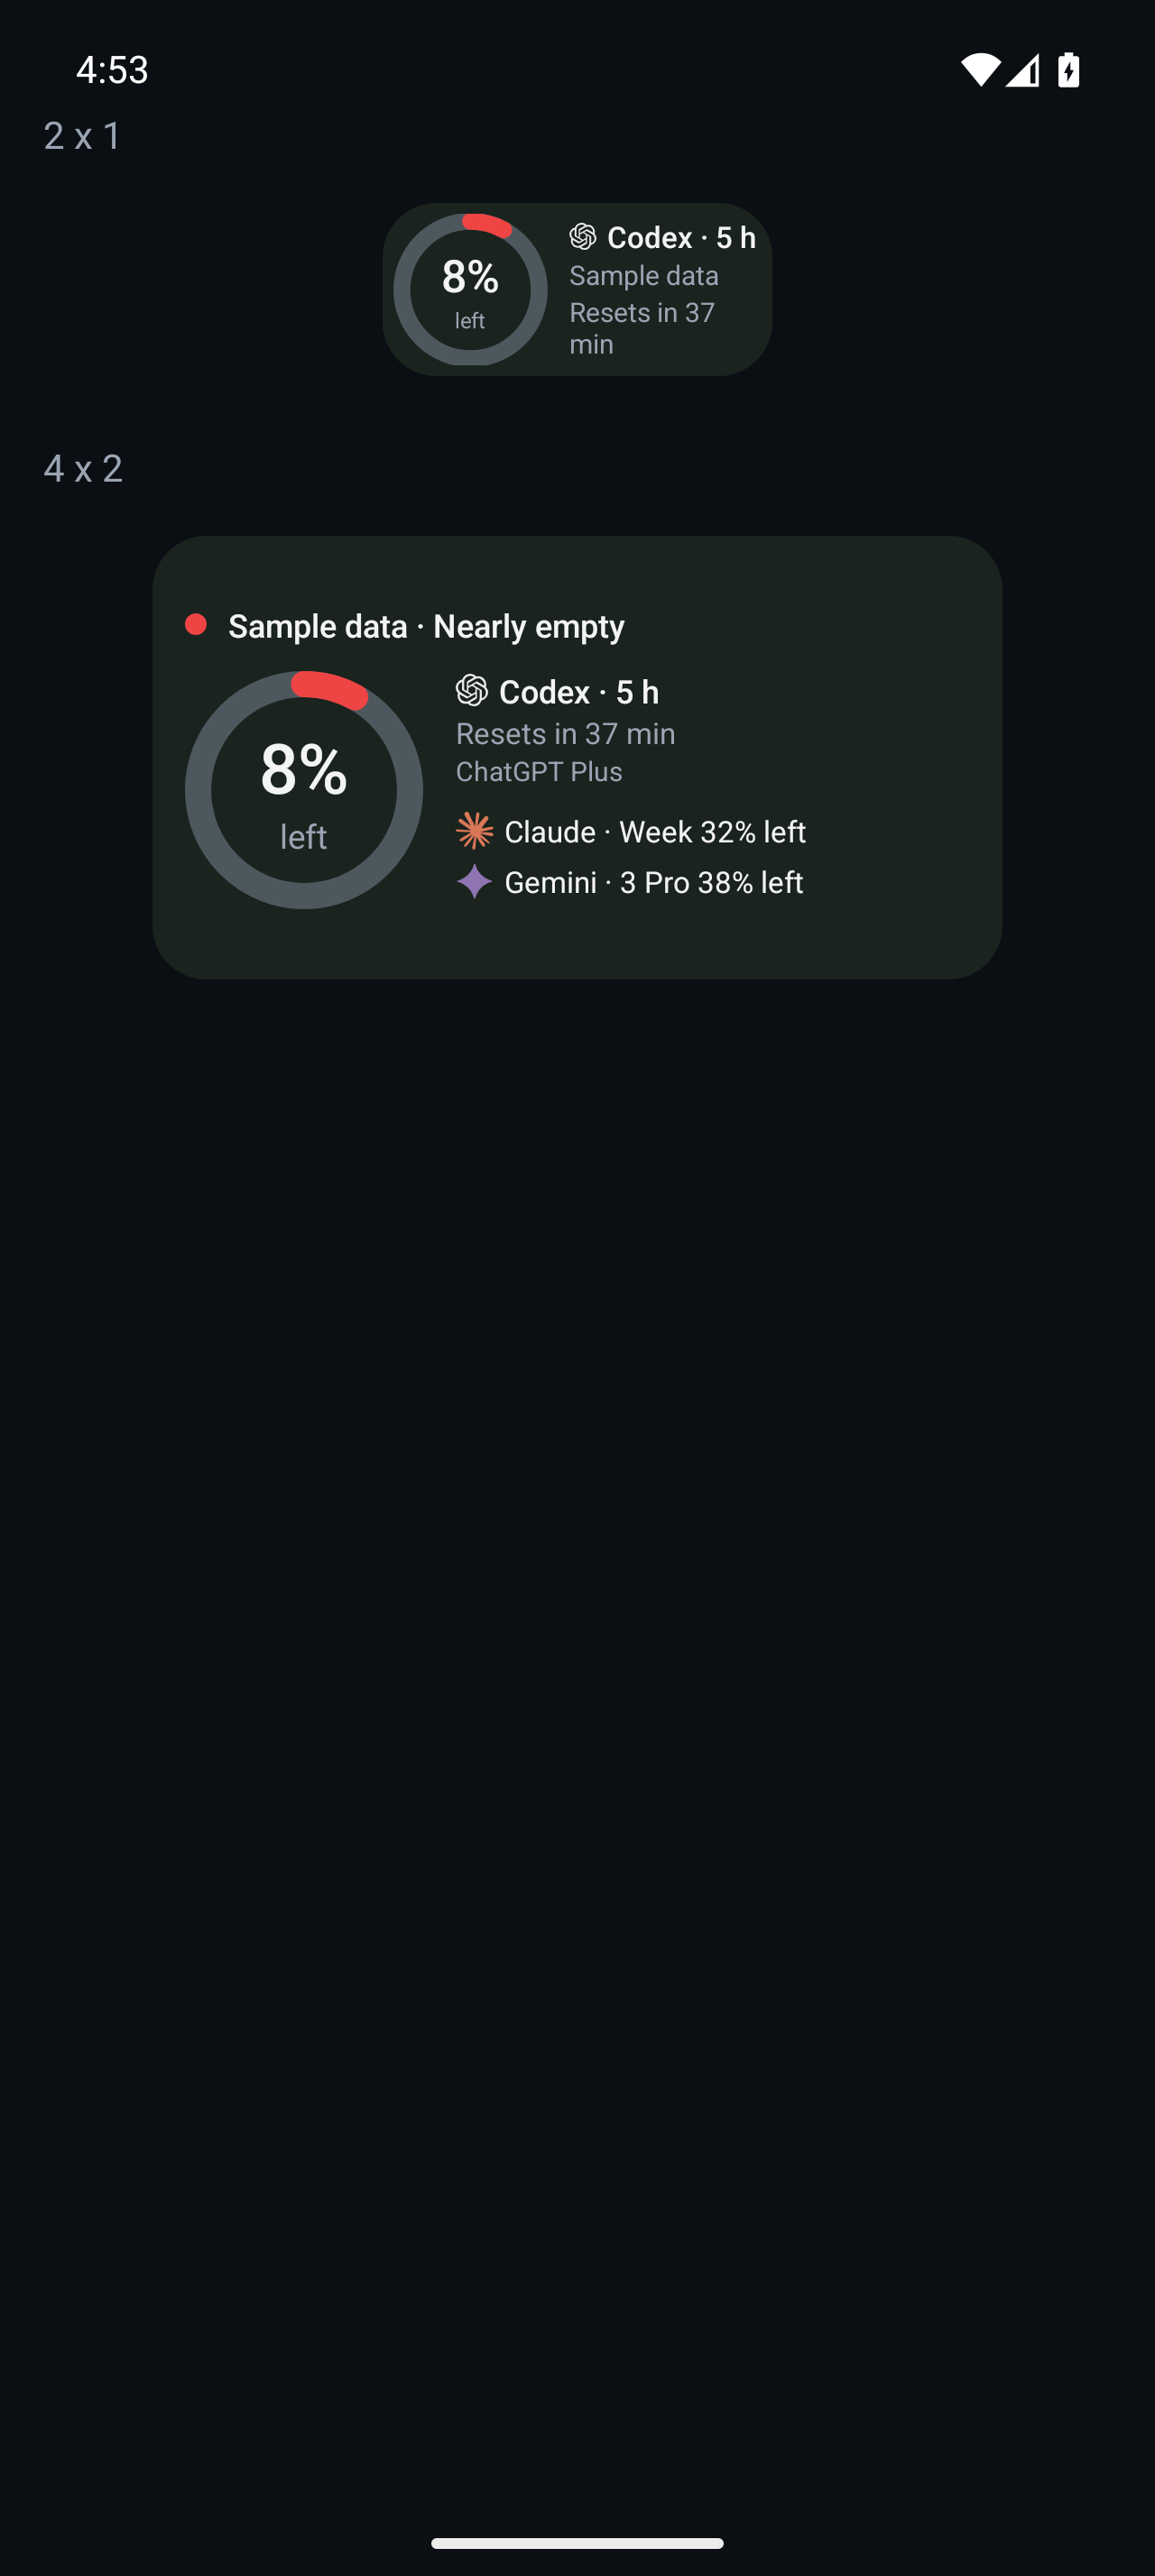 4:53
2 x 1
8%
left
Codex · 5 h
Sample data
Resets in 37
min
4 x 2
Sample data · Nearly empty
8%
left
Codex · 5 h
Resets in 37 min
ChatGPT Plus
Claude · Week 32% left
Gemini · 3 Pro 38% left